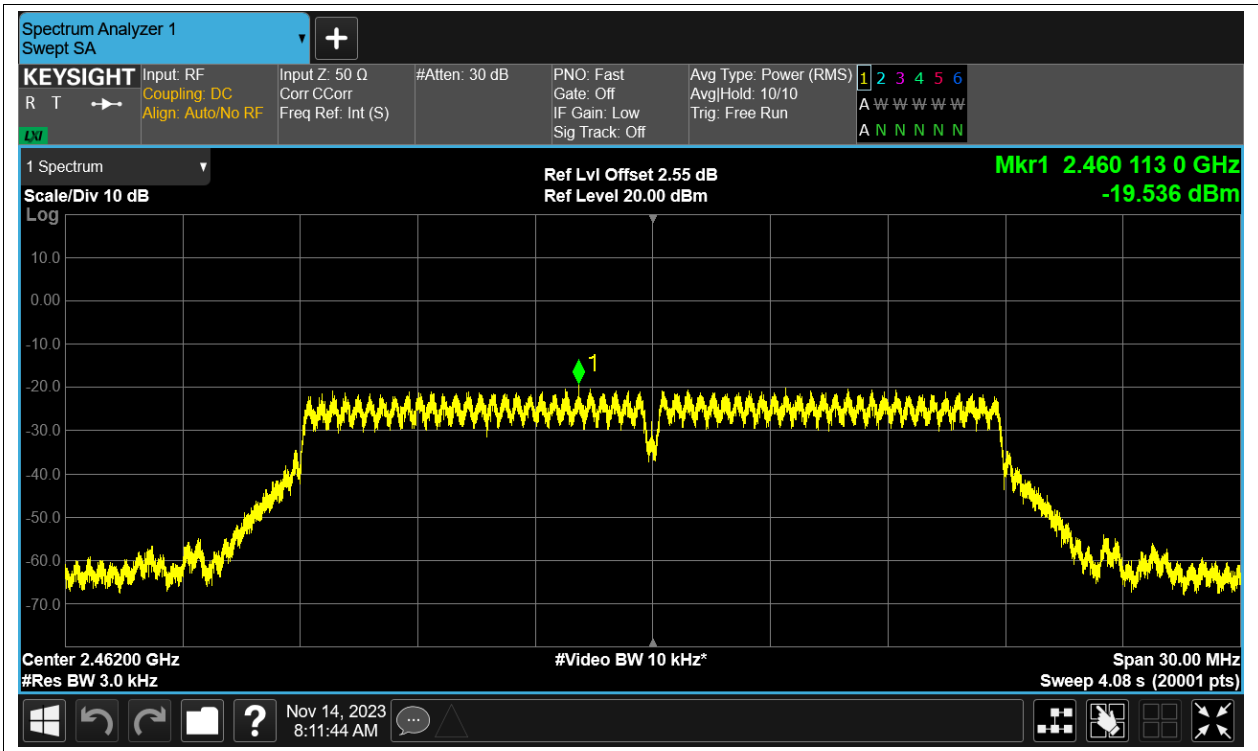 Spectrum Analyzer 1
Swept SA
KEYSIGHT
R T
LXI
Input: RF
Coupling: DC
Align: Auto/No RF
Input Z: 50 Ω
Corr CCorr
Freq Ref: Int (S)
#Atten: 30 dB
PNO: Fast
Gate: Off
IF Gain: Low
Sig Track: Off
Avg Type: Power (RMS)
Avg|Hold: 10/10
Trig: Free Run
1 2 3 4 5 6
A W W W W W
A N N N N N
1 Spectrum
Scale/Div 10 dB
Log
Ref Lvl Offset 2.55 dB
Ref Level 20.00 dBm
Mkr1 2.460 113 0 GHz
-19.536 dBm
10.0
0.00
-10.0
1
-20.0
-30.0
-40.0
-50.0
-60.0
-70.0
Center 2.46200 GHz
#Res BW 3.0 kHz
#Video BW 10 kHz*
Span 30.00 MHz
Sweep 4.08 s (20001 pts)
?
Nov 14, 2023
8:11:44 AM